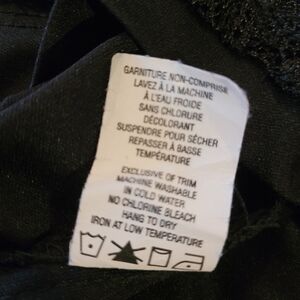 GARNITURE NON-COMPRISE
LAVEZ À LA MACHINE
À L'EAU FROIDE
SANS CHLORURE
DÉCOLORANT
SUSPENDRE POUR SÉCHER
REPASSER À BASSE
TEMPÉRATURE
EXCLUSIVE OF TRIM
MACHINE WASHABLE
IN COLD WATER
NO CHLORINE BLEACH
HANG TO DRY
IRON AT LOW TEMPERATURE